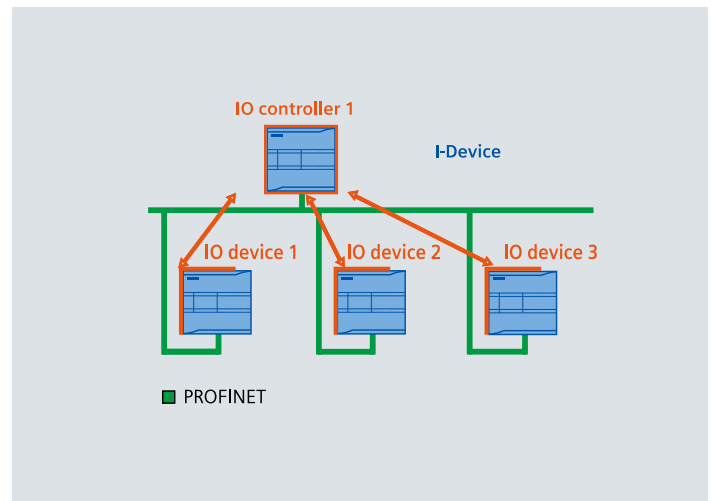 IO controller 1
I-Device
IO device 1
IO device 2
IO device 3
PROFINET